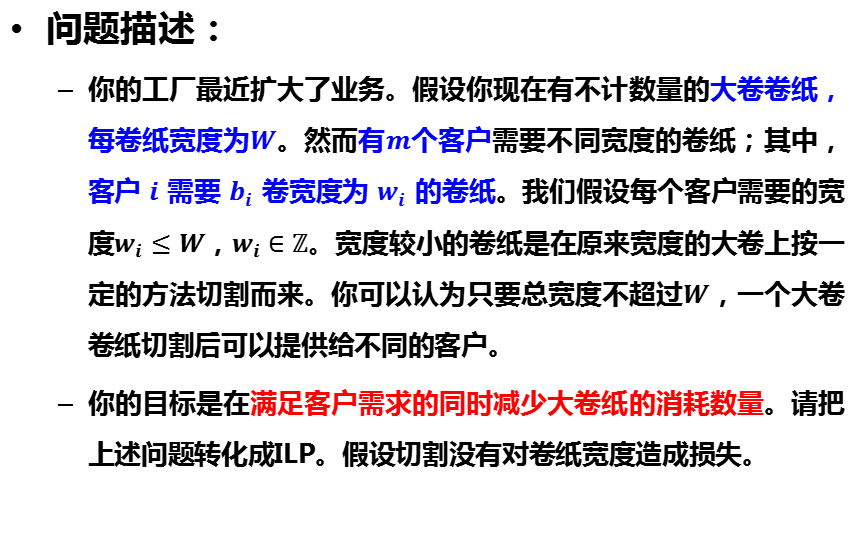 • 问题描述：
– 你的工厂最近扩大了业务。假设你现在有不计数量的大卷卷纸，
每卷纸宽度为W。然而有m个客户需要不同宽度的卷纸；其中，
客户 i 需要 bᵢ 卷宽度为 wᵢ 的卷纸。我们假设每个客户需要的宽
度wᵢ ≤ W，wᵢ ∈ ℤ。宽度较小的卷纸是在原来宽度的大卷上按一
定的方法切割而来。你可以认为只要总宽度不超过W，一个大卷
卷纸切割后可以提供给不同的客户。
– 你的目标是在满足客户需求的同时减少大卷纸的消耗数量。请把
上述问题转化成ILP。假设切割没有对卷纸宽度造成损失。